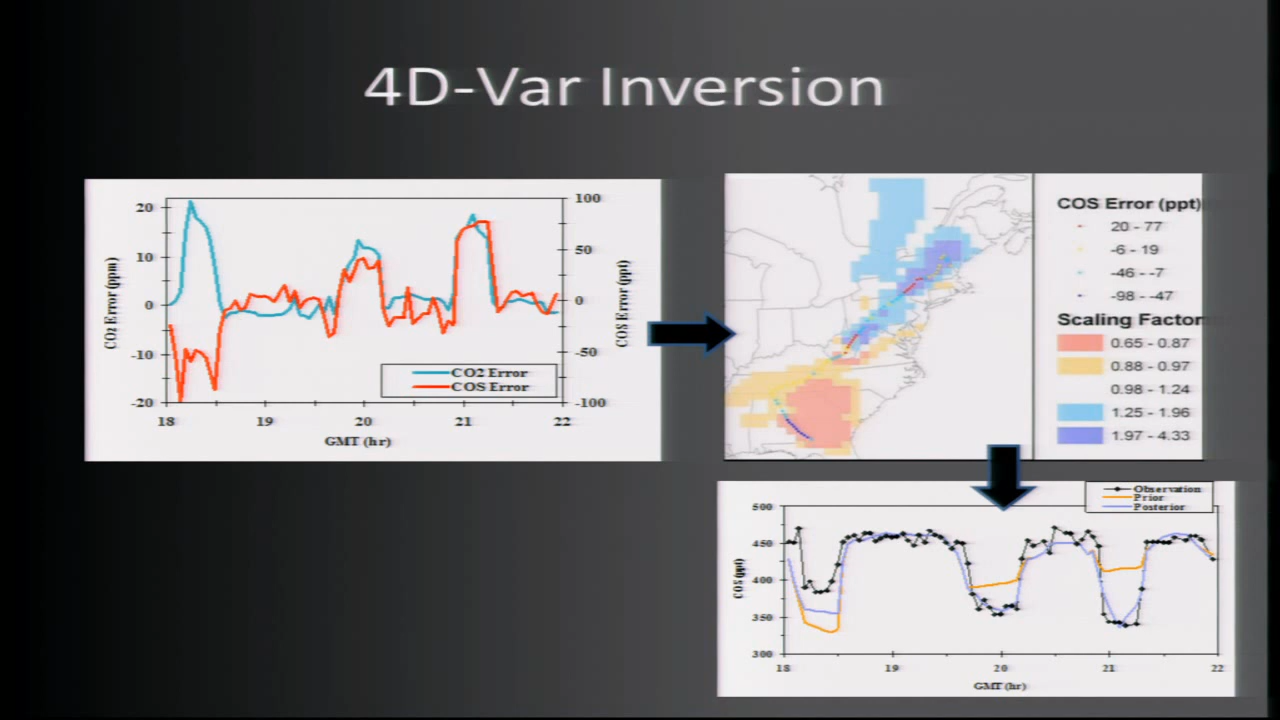 4D-Var Inversion
20
10
0
-10
-20
CO2 Error (ppm)
100
50
0
-50
-100
COS Error (ppt)
CO2 Error
COS Error
18 19 20 21 22
GMT (hr)
COS Error (ppt)
20 - 77
-6 - 19
-46 - -7
-98 - -47
Scaling Factor
0.65 - 0.87
0.88 - 0.97
0.98 - 1.24
1.25 - 1.96
1.97 - 4.33
Observation
Prior
Posterior
500
450
400
350
300
COS (ppt)
18 19 20 21 22
GMT (hr)